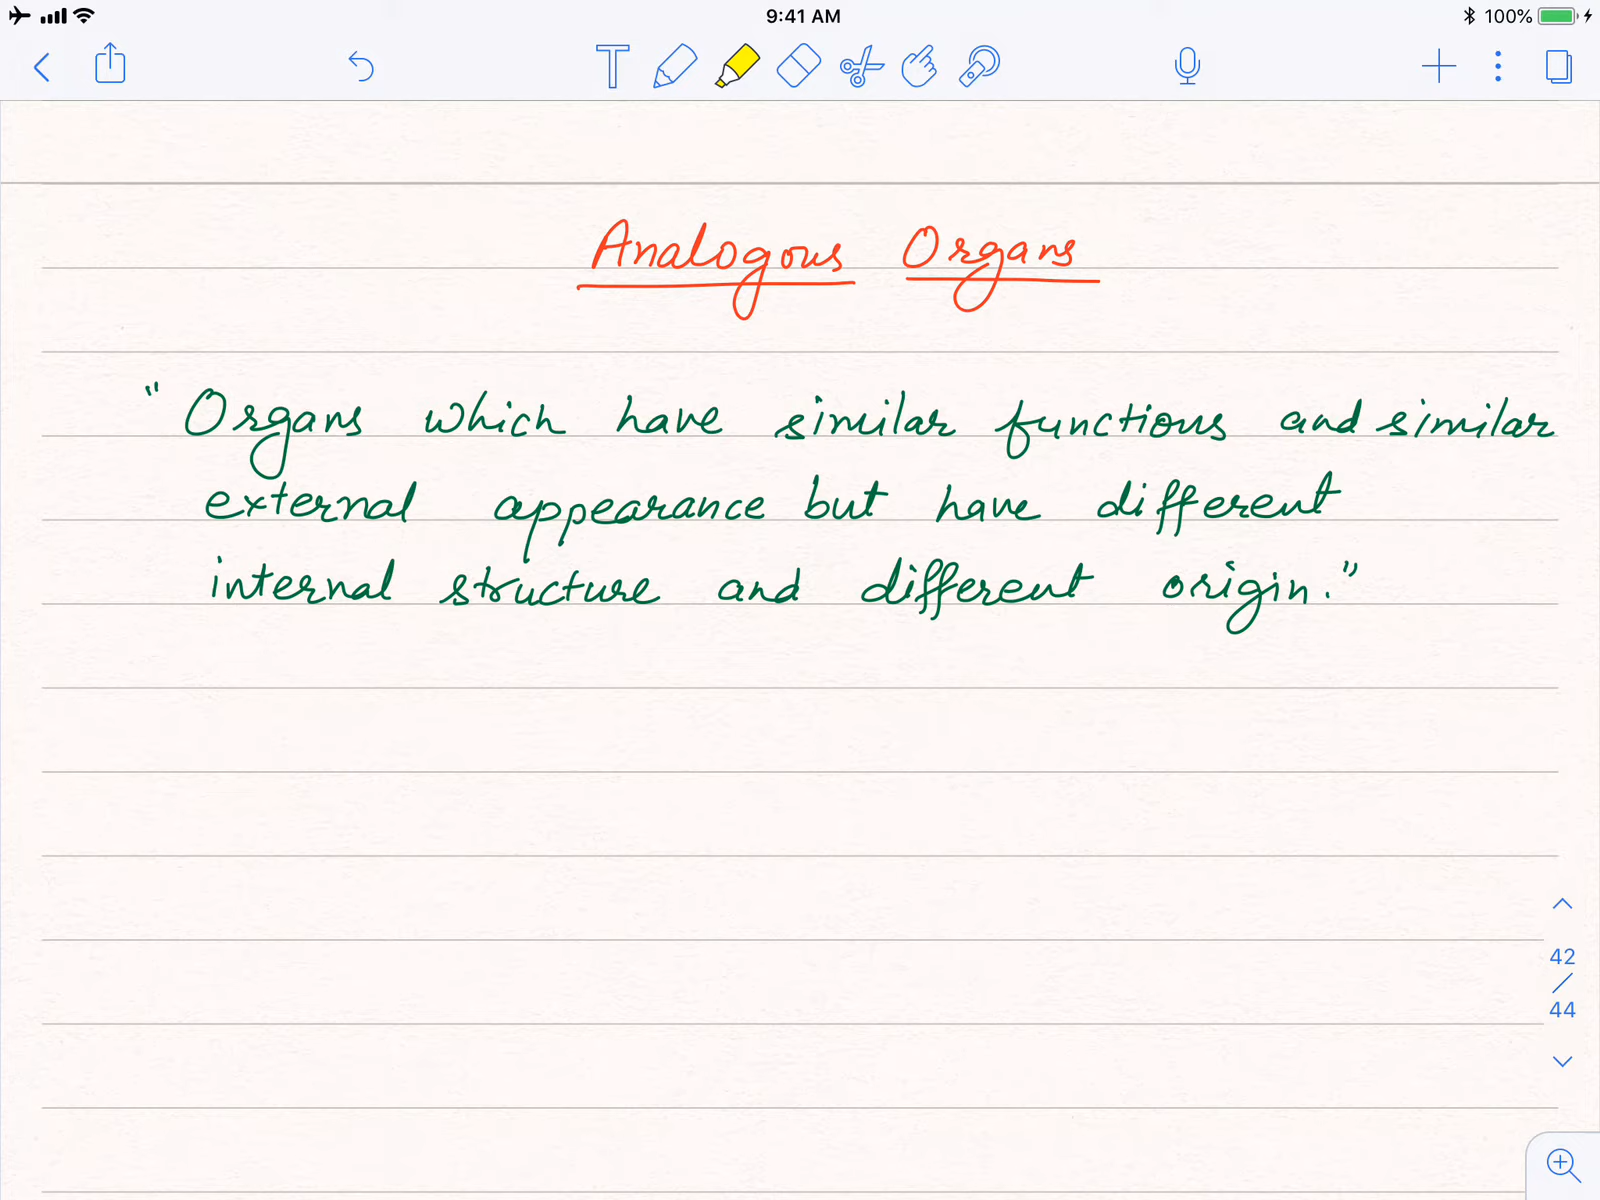 9:41 AM
100%
T
Analogous Organs
"Organs which have similar functions and similar
external appearance but have different
internal structure and different origin."
42
/
44